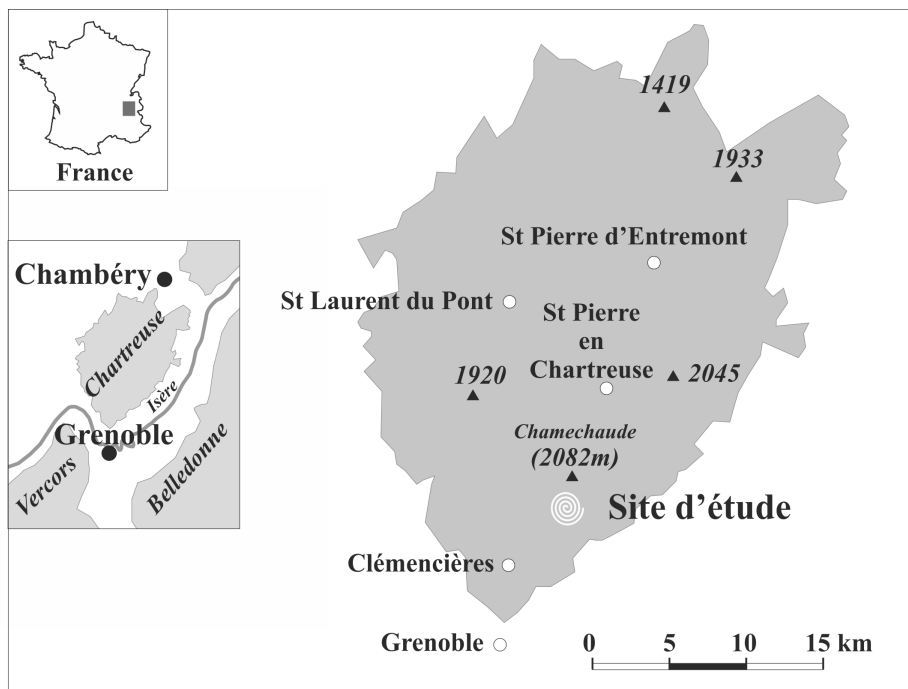 France
Chambéry
Chartreuse
Isère
Grenoble
Vercors
Belledonne
1419
1933
St Pierre d’Entremont
St Laurent du Pont
St Pierre
en
Chartreuse
1920
2045
Chamechaude
(2082m)
Site d’étude
Clémencières
Grenoble
0 5 10 15 km